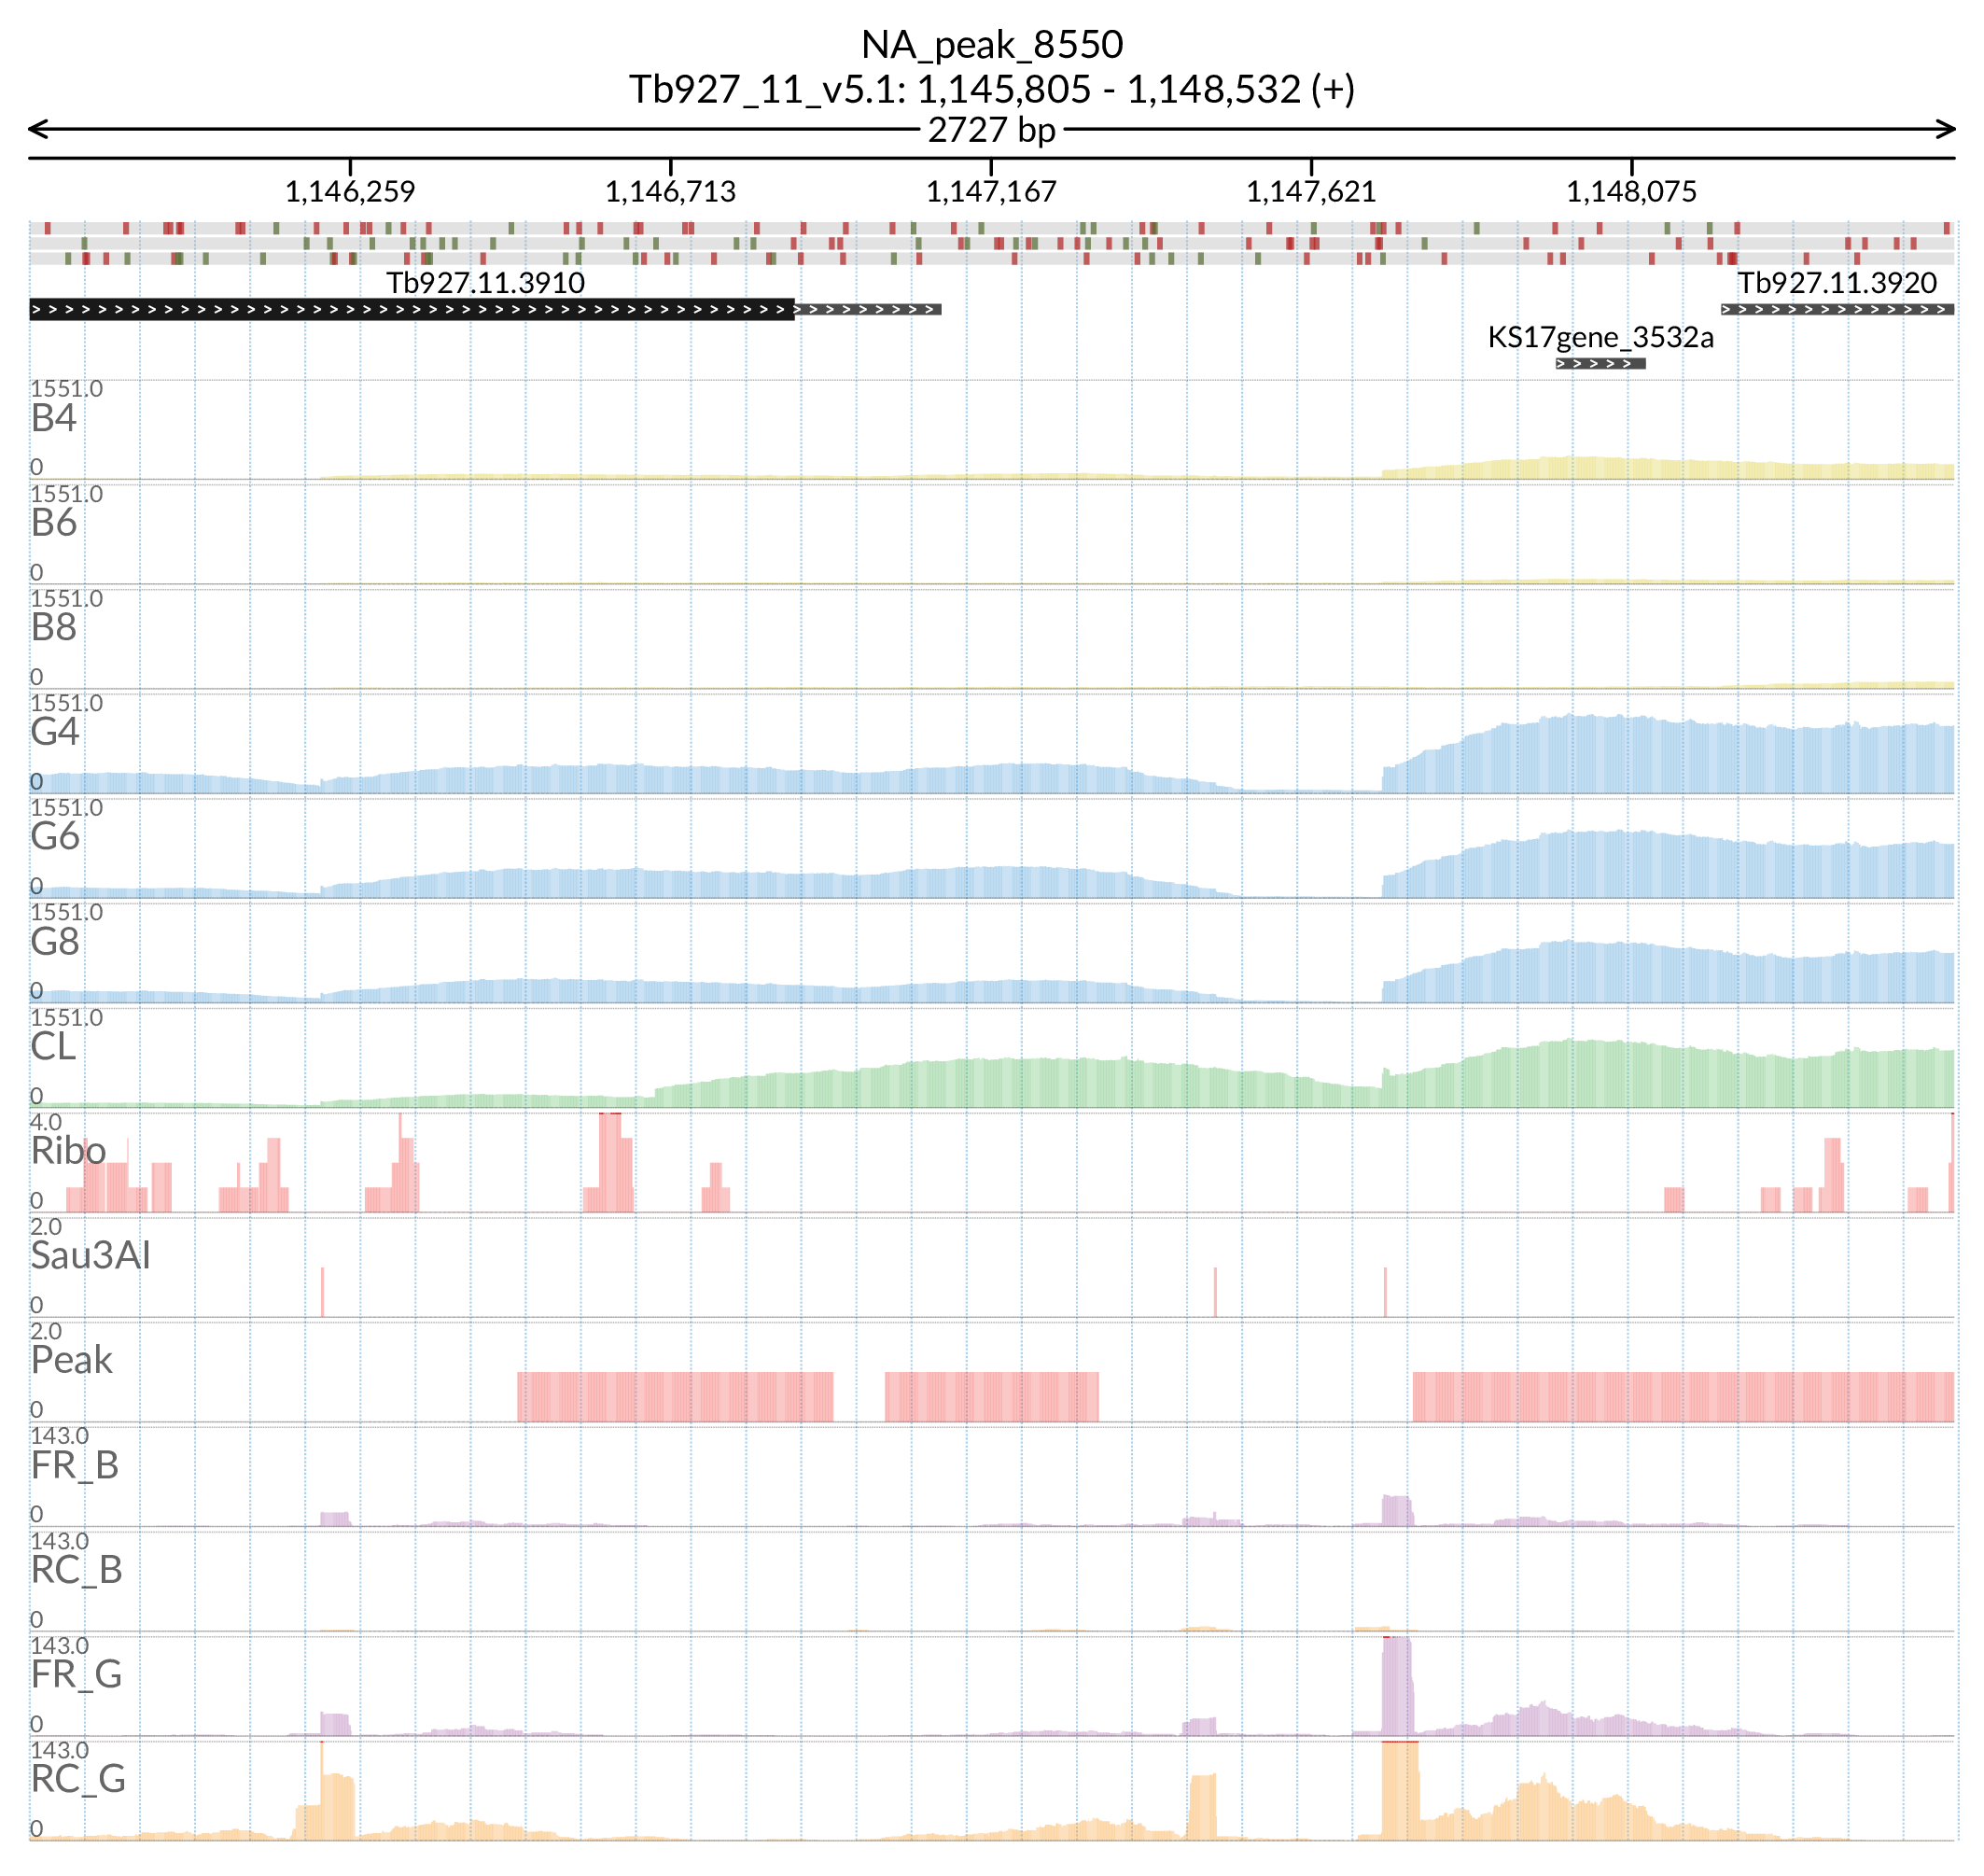 NA_peak_8550
Tb927_11_v5.1: 1,145,805 - 1,148,532 (+)
2727 bp
1,146,259 1,146,713 1,147,167 1,147,621 1,148,075
Tb927.11.3910 Tb927.11.3920
KS17gene_3532a
1551.0
B4
0
1551.0
B6
0
1551.0
B8
0
1551.0
G4
0
1551.0
G6
0
1551.0
G8
0
1551.0
CL
0
4.0
Ribo
0
2.0
Sau3AI
0
2.0
Peak
0
143.0
FR_B
0
143.0
RC_B
0
143.0
FR_G
0
143.0
RC_G
0